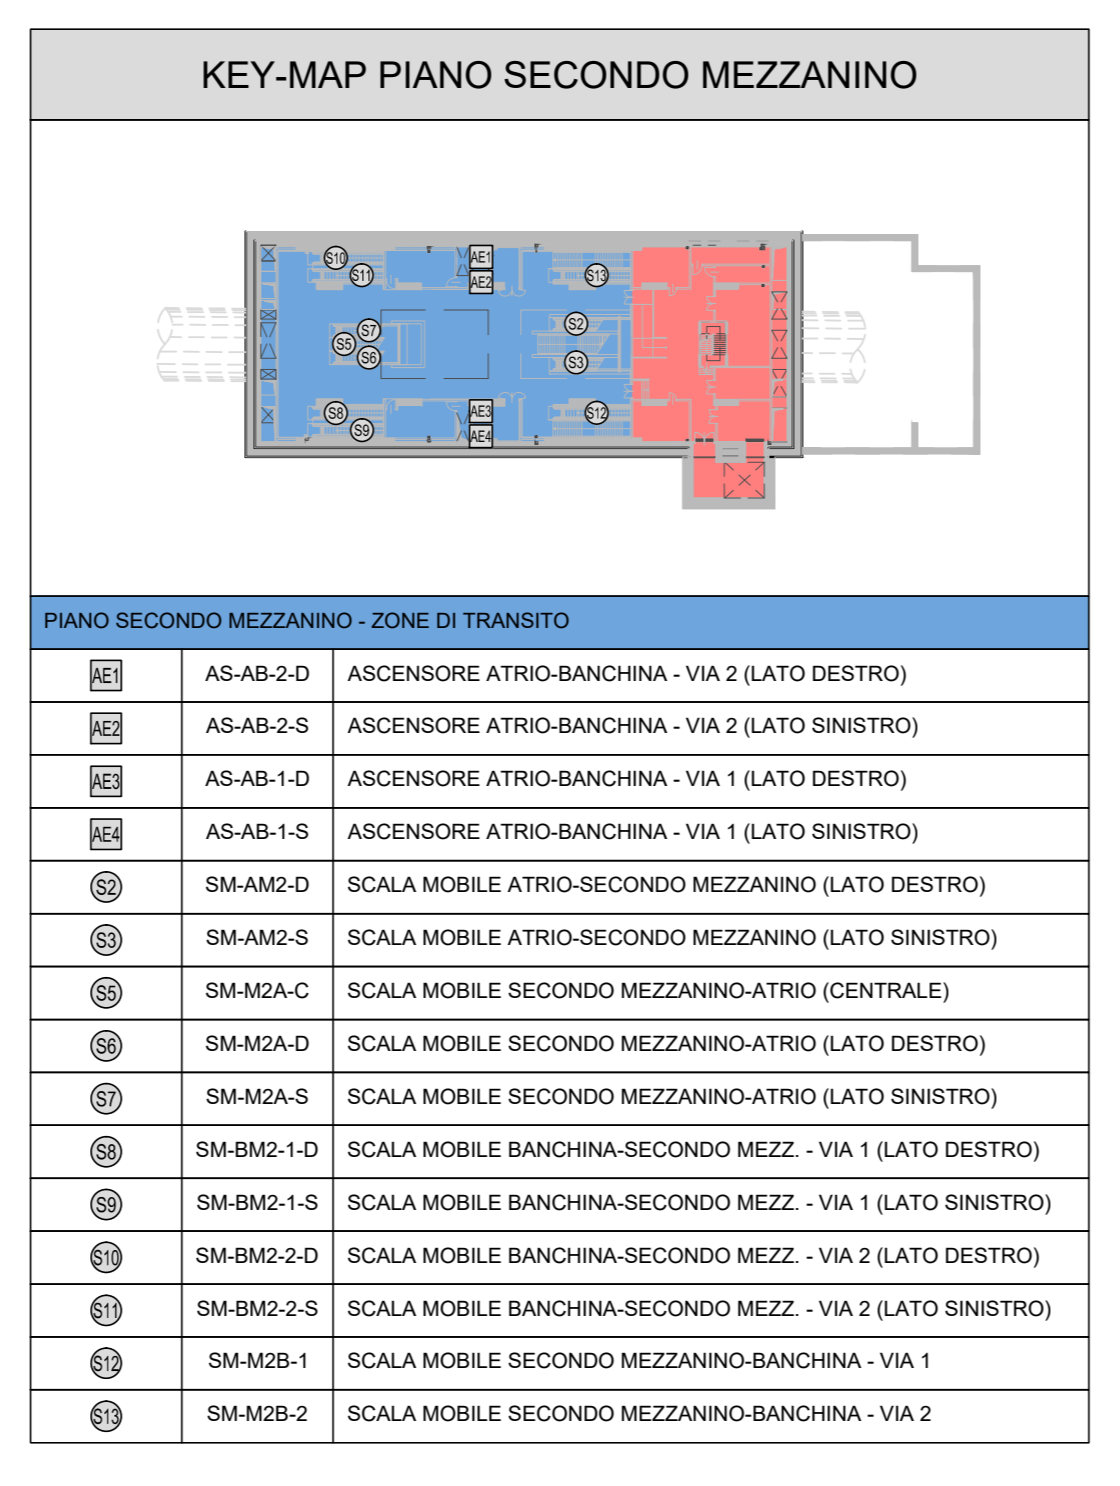 KEY-MAP PIANO SECONDO MEZZANINO
S10
AE1
S11
AE2
S13
S7
S2
S5
S6
S3
S8
AE3
S12
S9
AE4
PIANO SECONDO MEZZANINO - ZONE DI TRANSITO
AE1 AS-AB-2-D ASCENSORE ATRIO-BANCHINA - VIA 2 (LATO DESTRO)
AE2 AS-AB-2-S ASCENSORE ATRIO-BANCHINA - VIA 2 (LATO SINISTRO)
AE3 AS-AB-1-D ASCENSORE ATRIO-BANCHINA - VIA 1 (LATO DESTRO)
AE4 AS-AB-1-S ASCENSORE ATRIO-BANCHINA - VIA 1 (LATO SINISTRO)
S2 SM-AM2-D SCALA MOBILE ATRIO-SECONDO MEZZANINO (LATO DESTRO)
S3 SM-AM2-S SCALA MOBILE ATRIO-SECONDO MEZZANINO (LATO SINISTRO)
S5 SM-M2A-C SCALA MOBILE SECONDO MEZZANINO-ATRIO (CENTRALE)
S6 SM-M2A-D SCALA MOBILE SECONDO MEZZANINO-ATRIO (LATO DESTRO)
S7 SM-M2A-S SCALA MOBILE SECONDO MEZZANINO-ATRIO (LATO SINISTRO)
S8 SM-BM2-1-D SCALA MOBILE BANCHINA-SECONDO MEZZ. - VIA 1 (LATO DESTRO)
S9 SM-BM2-1-S SCALA MOBILE BANCHINA-SECONDO MEZZ. - VIA 1 (LATO SINISTRO)
S10 SM-BM2-2-D SCALA MOBILE BANCHINA-SECONDO MEZZ. - VIA 2 (LATO DESTRO)
S11 SM-BM2-2-S SCALA MOBILE BANCHINA-SECONDO MEZZ. - VIA 2 (LATO SINISTRO)
S12 SM-M2B-1 SCALA MOBILE SECONDO MEZZANINO-BANCHINA - VIA 1
S13 SM-M2B-2 SCALA MOBILE SECONDO MEZZANINO-BANCHINA - VIA 2